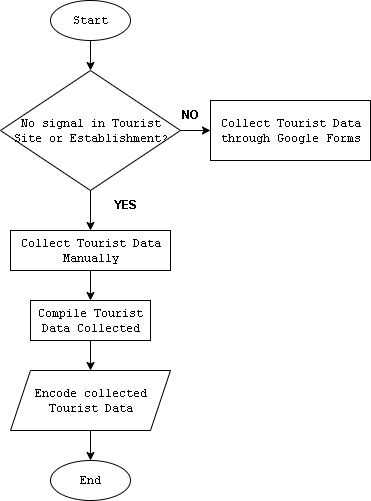 Start
No signal in Tourist
Site or Establishment?
NO
Collect Tourist Data
through Google Forms
YES
Collect Tourist Data
Manually
Compile Tourist
Data Collected
Encode collected
Tourist Data
End